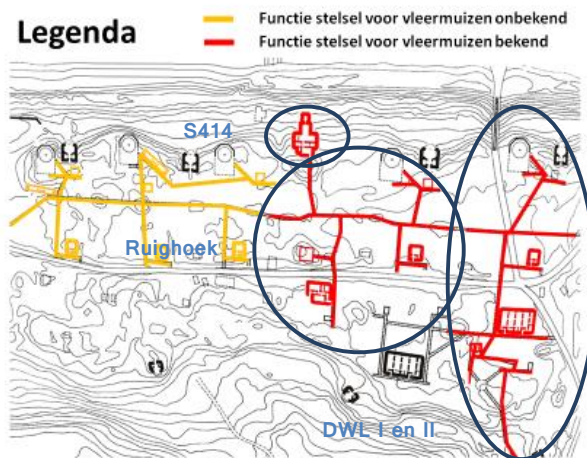 Legenda
Functie stelsel voor vleermuizen onbekend
Functie stelsel voor vleermuizen bekend
S414
Ruighoek
DWL I en II